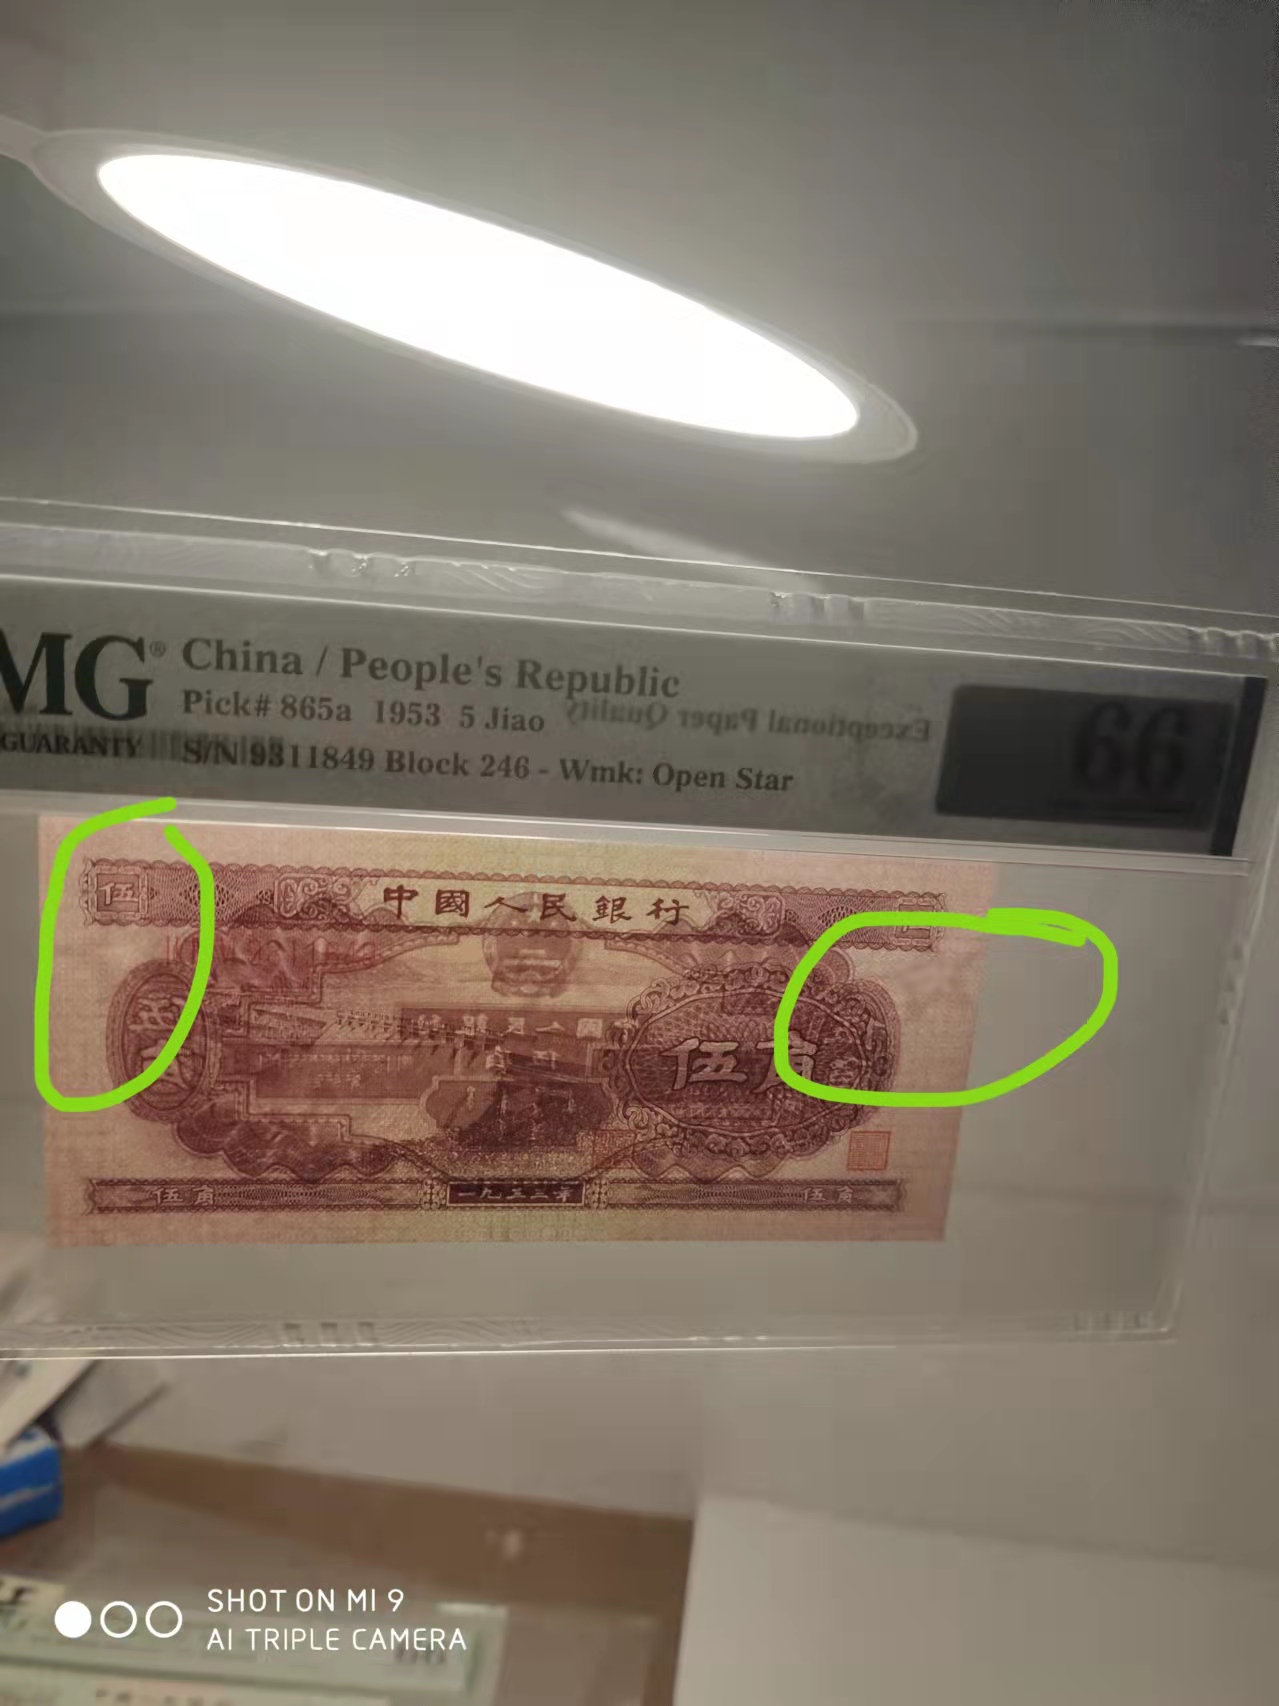 MG® China / People's Republic
Pick# 865a 1953 5 Jiao Exceptional Paper Quality
66
GUARANTY S/N 9311849 Block 246 - Wmk: Open Star
伍
中國人民銀行
伍角
伍角 一九五三年 伍角
SHOT ON MI 9
AI TRIPLE CAMERA